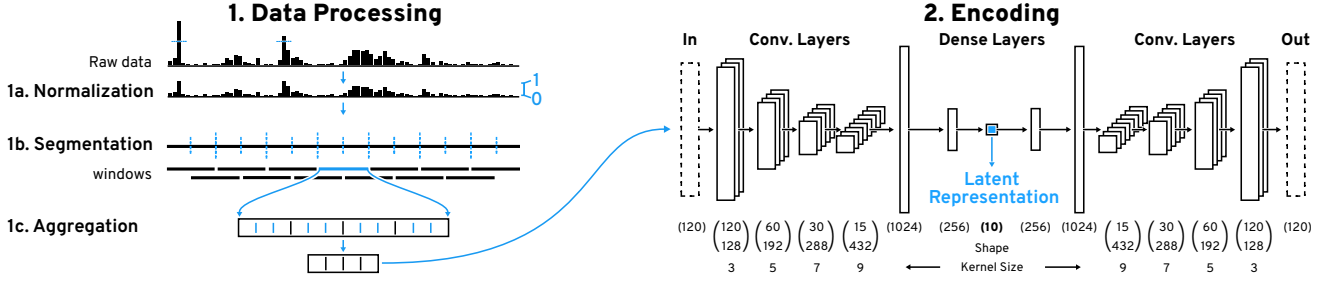 1. Data Processing
Raw data
1a. Normalization
1
0
1b. Segmentation
windows
1c. Aggregation
2. Encoding
In Conv. Layers Dense Layers Conv. Layers Out
Latent
Representation
(120) (120 128) (60 192) (30 288) (15 432) (1024) (256) (10) (256) (1024) (15 432) (30 288) (60 192) (120 128) (120)
Shape
3 5 7 9 Kernel Size 9 7 5 3